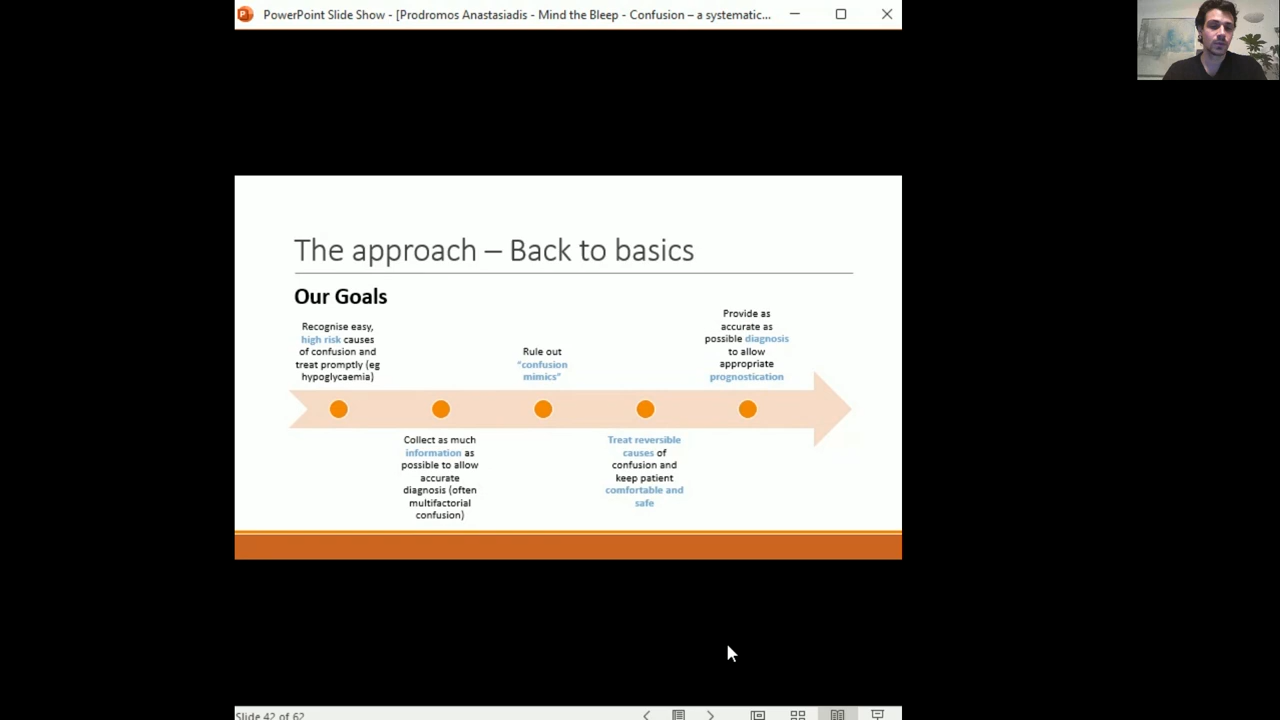 PowerPoint Slide Show - [Prodromos Anastasiadis - Mind the Bleep - Confusion – a systematic...
The approach – Back to basics
Our Goals
Recognise easy,
high risk causes
of confusion and
treat promptly (eg
hypoglycaemia)
Collect as much
information as
possible to allow
accurate
diagnosis (often
multifactorial
confusion)
Rule out
"confusion
mimics"
Treat reversible
causes of
confusion and
keep patient
comfortable and
safe
Provide as
accurate as
possible diagnosis
to allow
appropriate
prognostication
Slide 42 of 62